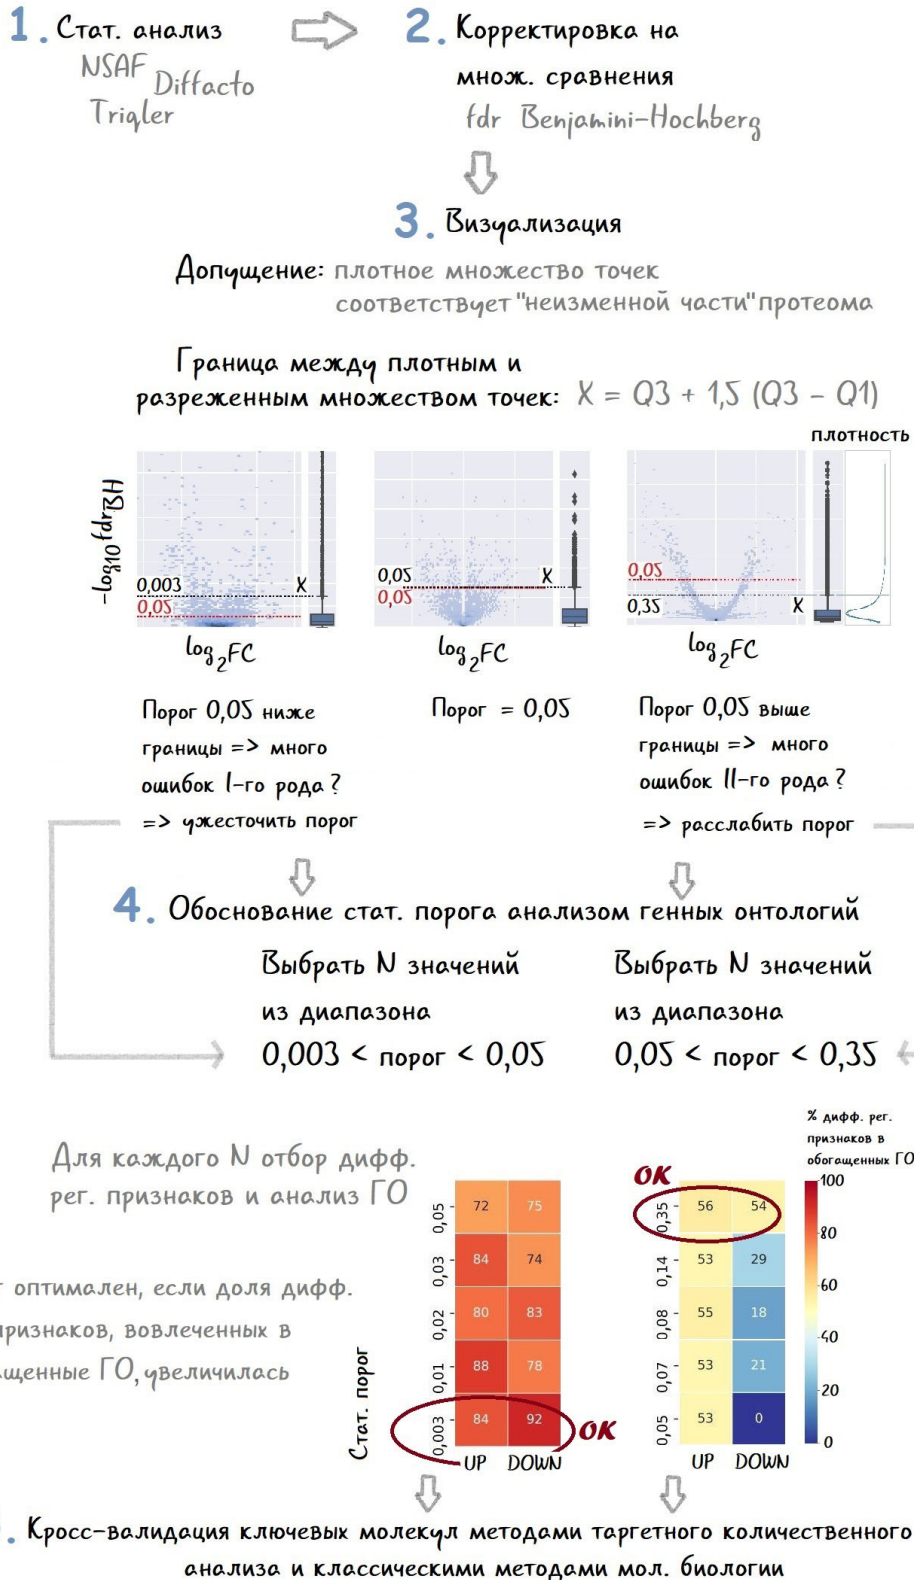 1. Стат. анализ
NSAF
Diffacto
Triqler
2. Корректировка на
множ. сравнения
fdr Benjamini-Hochberg
3. Визуализация
Допущение: плотное множество точек
соответствует "неизменной части" протеома
Граница между плотным и
разреженным множеством точек: X = Q3 + 1,5 (Q3 - Q1)
плотность
-log10 fdrBH
0,003
X
0,05
0,05
X
0,05
0,05
0,35
X
log2FC
log2FC
log2FC
Порог 0,05 ниже
границы => много
ошибок I-го рода?
=> ужесточить порог
Порог = 0,05
Порог 0,05 выше
границы => много
ошибок II-го рода?
=> расслабить порог
4. Обоснование стат. порога анализом генных онтологий
Выбрать N значений
из диапазона
0,003 < порог < 0,05
Выбрать N значений
из диапазона
0,05 < порог < 0,35
Для каждого N отбор дифф.
рег. признаков и анализ ГО
т оптимален, если доля дифф.
признаков, вовлеченных в
щенные ГО, увеличилась
Стат. порог
0,05 72 75
0,03 84 74
0,02 80 83
0,01 88 78
0,003 84 92
OK
UP DOWN
OK
0,35 56 54
0,14 53 29
0,08 55 18
0,07 53 21
0,05 53 0
UP DOWN
% дифф. рег.
признаков в
обогащенных ГО
100
80
60
40
20
0
. Кросс-валидация ключевых молекул методами таргетного количественного
анализа и классическими методами мол. биологии